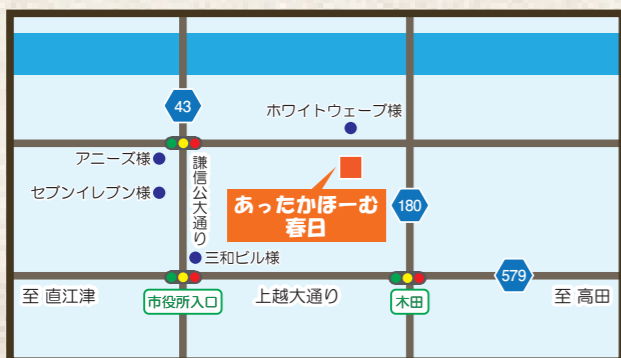 43
ホワイトウェーブ様
アニーズ様
セブンイレブン様
謙信公大通り
あったかほーむ
春日
180
三和ビル様
579
至 直江津
市役所入口
上越大通り
木田
至 高田